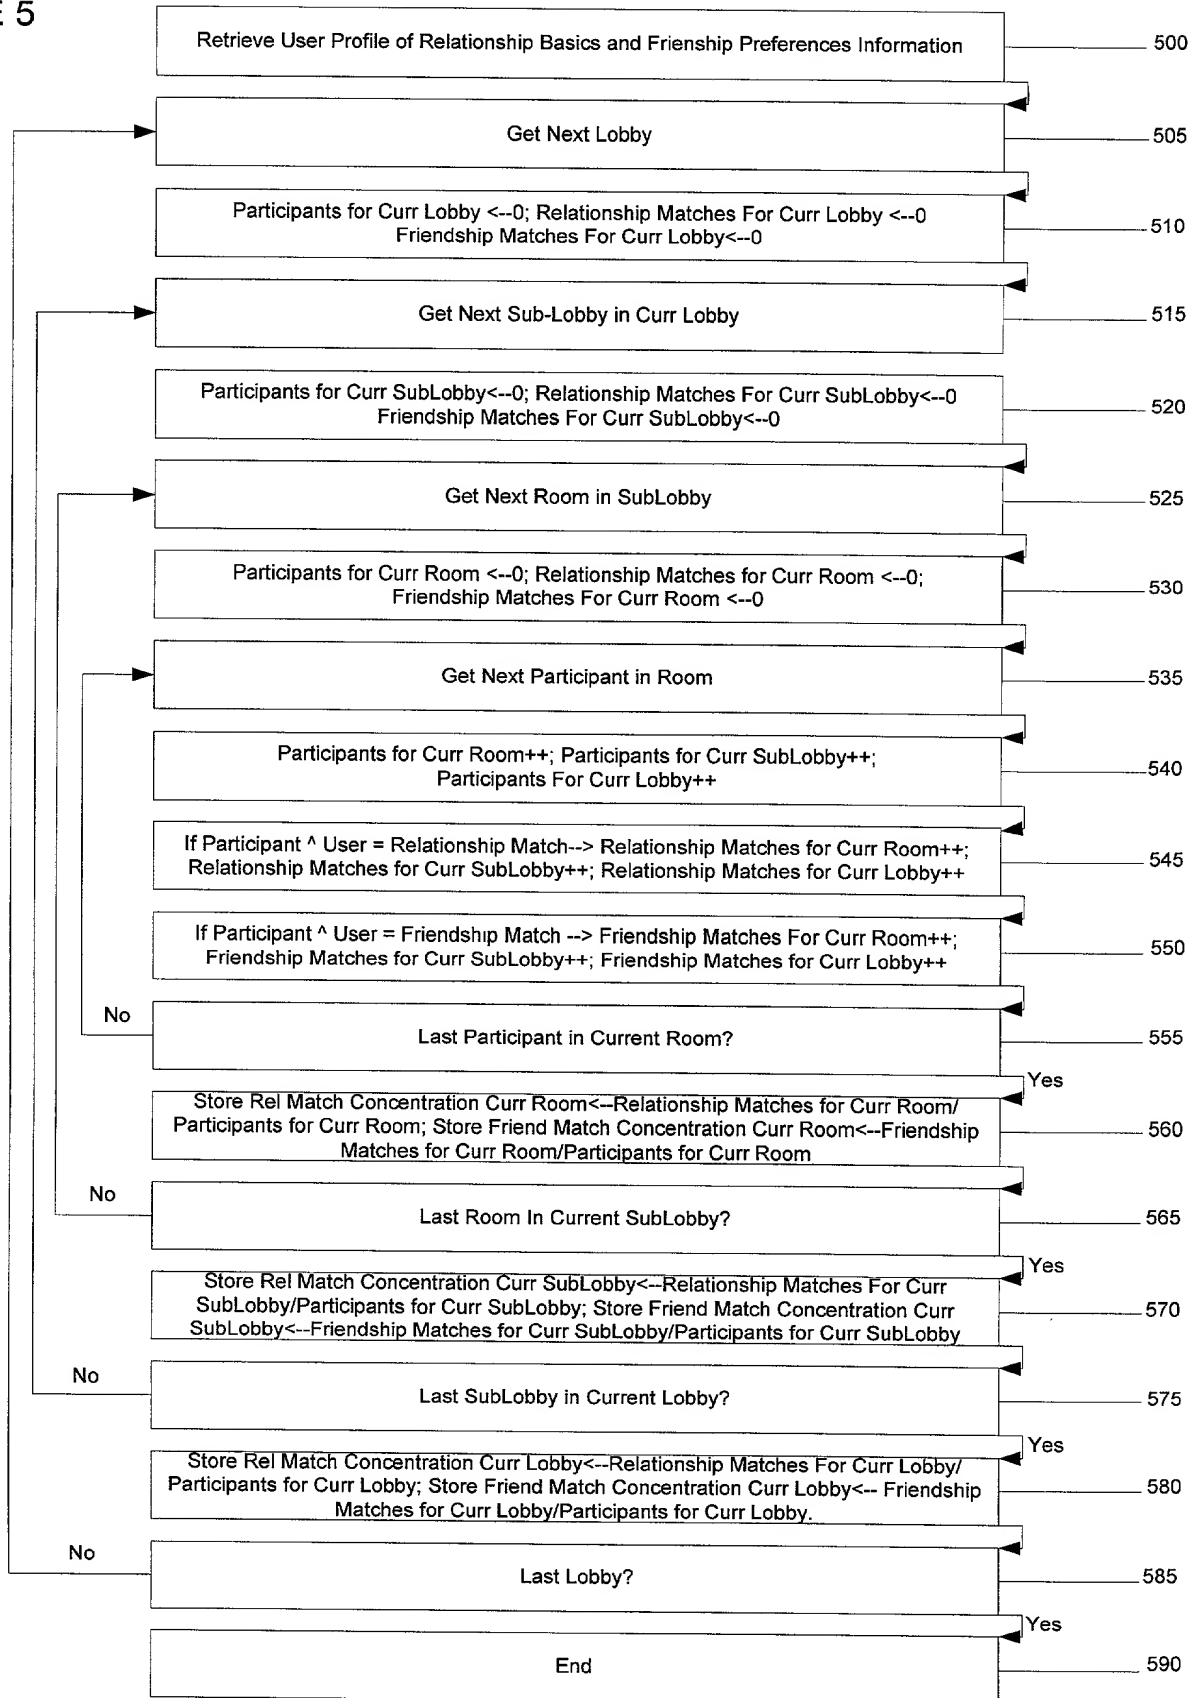 E 5
Retrieve User Profile of Relationship Basics and Frienship Preferences Information
500
Get Next Lobby
505
Participants for Curr Lobby <--0; Relationship Matches For Curr Lobby <--0
Friendship Matches For Curr Lobby<--0
510
Get Next Sub-Lobby in Curr Lobby
515
Participants for Curr SubLobby<--0; Relationship Matches For Curr SubLobby<--0
Friendship Matches For Curr SubLobby<--0
520
Get Next Room in SubLobby
525
Participants for Curr Room <--0; Relationship Matches for Curr Room <--0;
Friendship Matches For Curr Room <--0
530
Get Next Participant in Room
535
Participants for Curr Room++; Participants for Curr SubLobby++;
Participants For Curr Lobby++
540
If Participant ^ User = Relationship Match--> Relationship Matches for Curr Room++;
Relationship Matches for Curr SubLobby++; Relationship Matches for Curr Lobby++
545
If Participant ^ User = Friendship Match --> Friendship Matches For Curr Room++;
Friendship Matches for Curr SubLobby++; Friendship Matches for Curr Lobby++
550
No
Last Participant in Current Room?
555
Yes
Store Rel Match Concentration Curr Room<--Relationship Matches for Curr Room/
Participants for Curr Room; Store Friend Match Concentration Curr Room<--Friendship
Matches for Curr Room/Participants for Curr Room
560
No
Last Room In Current SubLobby?
565
Yes
Store Rel Match Concentration Curr SubLobby<--Relationship Matches For Curr
SubLobby/Participants for Curr SubLobby; Store Friend Match Concentration Curr
SubLobby<--Friendship Matches for Curr SubLobby/Participants for Curr SubLobby
570
No
Last SubLobby in Current Lobby?
575
Yes
Store Rel Match Concentration Curr Lobby<--Relationship Matches For Curr Lobby/
Participants for Curr Lobby; Store Friend Match Concentration Curr Lobby<-- Friendship
Matches for Curr Lobby/Participants for Curr Lobby.
580
No
Last Lobby?
585
Yes
End
590